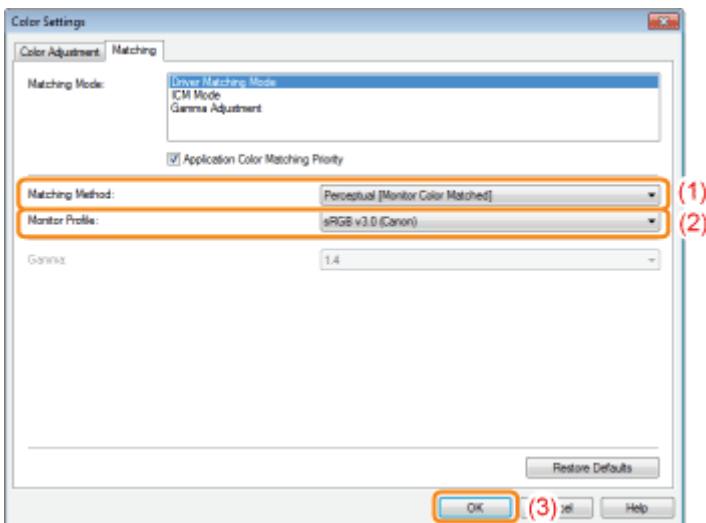 Color Settings
Color Adjustment Matching
Matching Mode: Driver Matching Mode
ICM Mode
Gamma Adjustment
Application Color Matching Priority
Matching Method: Perceptual [Monitor Color Matched] (1)
Monitor Profile: sRGB v3.0 (Canon) (2)
Gamma: 1.4
Restore Defaults
OK (3) el Help